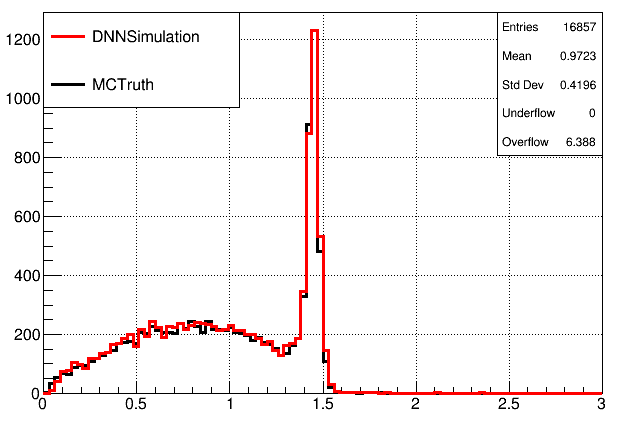 DNNSimulation
MCTruth
Entries 16857
Mean 0.9723
Std Dev 0.4196
Underflow 0
Overflow 6.388
1200
1000
800
600
400
200
0
0 0.5 1 1.5 2 2.5 3